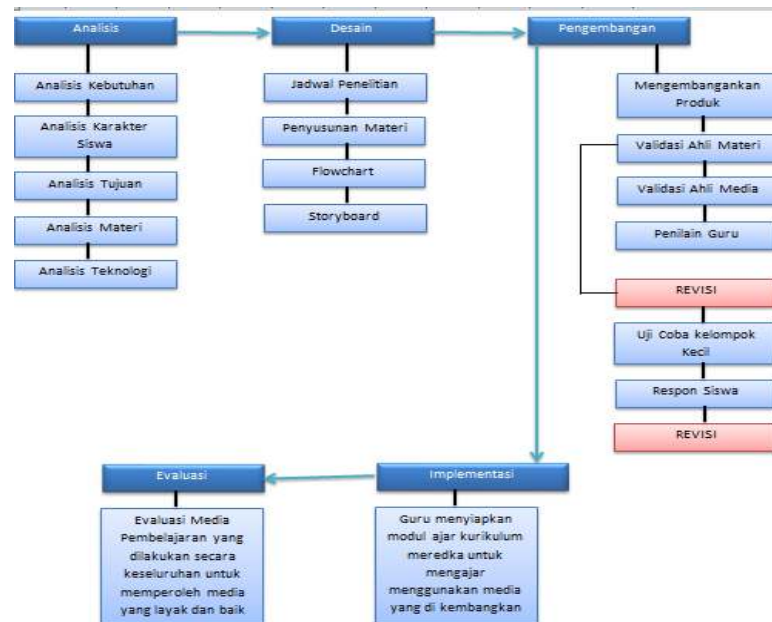 Analisis
Desain
Pengembangan
Analisis Kebutuhan
Analisis Karakter
Siswa
Analisis Tujuan
Analisis Materi
Analisis Teknologi
Jadwal Penelitian
Penyusunan Materi
Flowchart
Storyboard
Mengembangankan
Produk
Validasi Ahli Materi
Validasi Ahli Media
Penilain Guru
REVISI
Uji Coba kelompok
Kecil
Respon Siswa
REVISI
Evaluasi
Evaluasi Media
Pembelajaran yang
dilakukan secara
keseluruhan untuk
memperoleh media
yang layak dan baik
Implementasi
Guru menyiapkan
modul ajar kurikulum
meredka untuk
mengajar
menggunakan media
yang di kembangkan